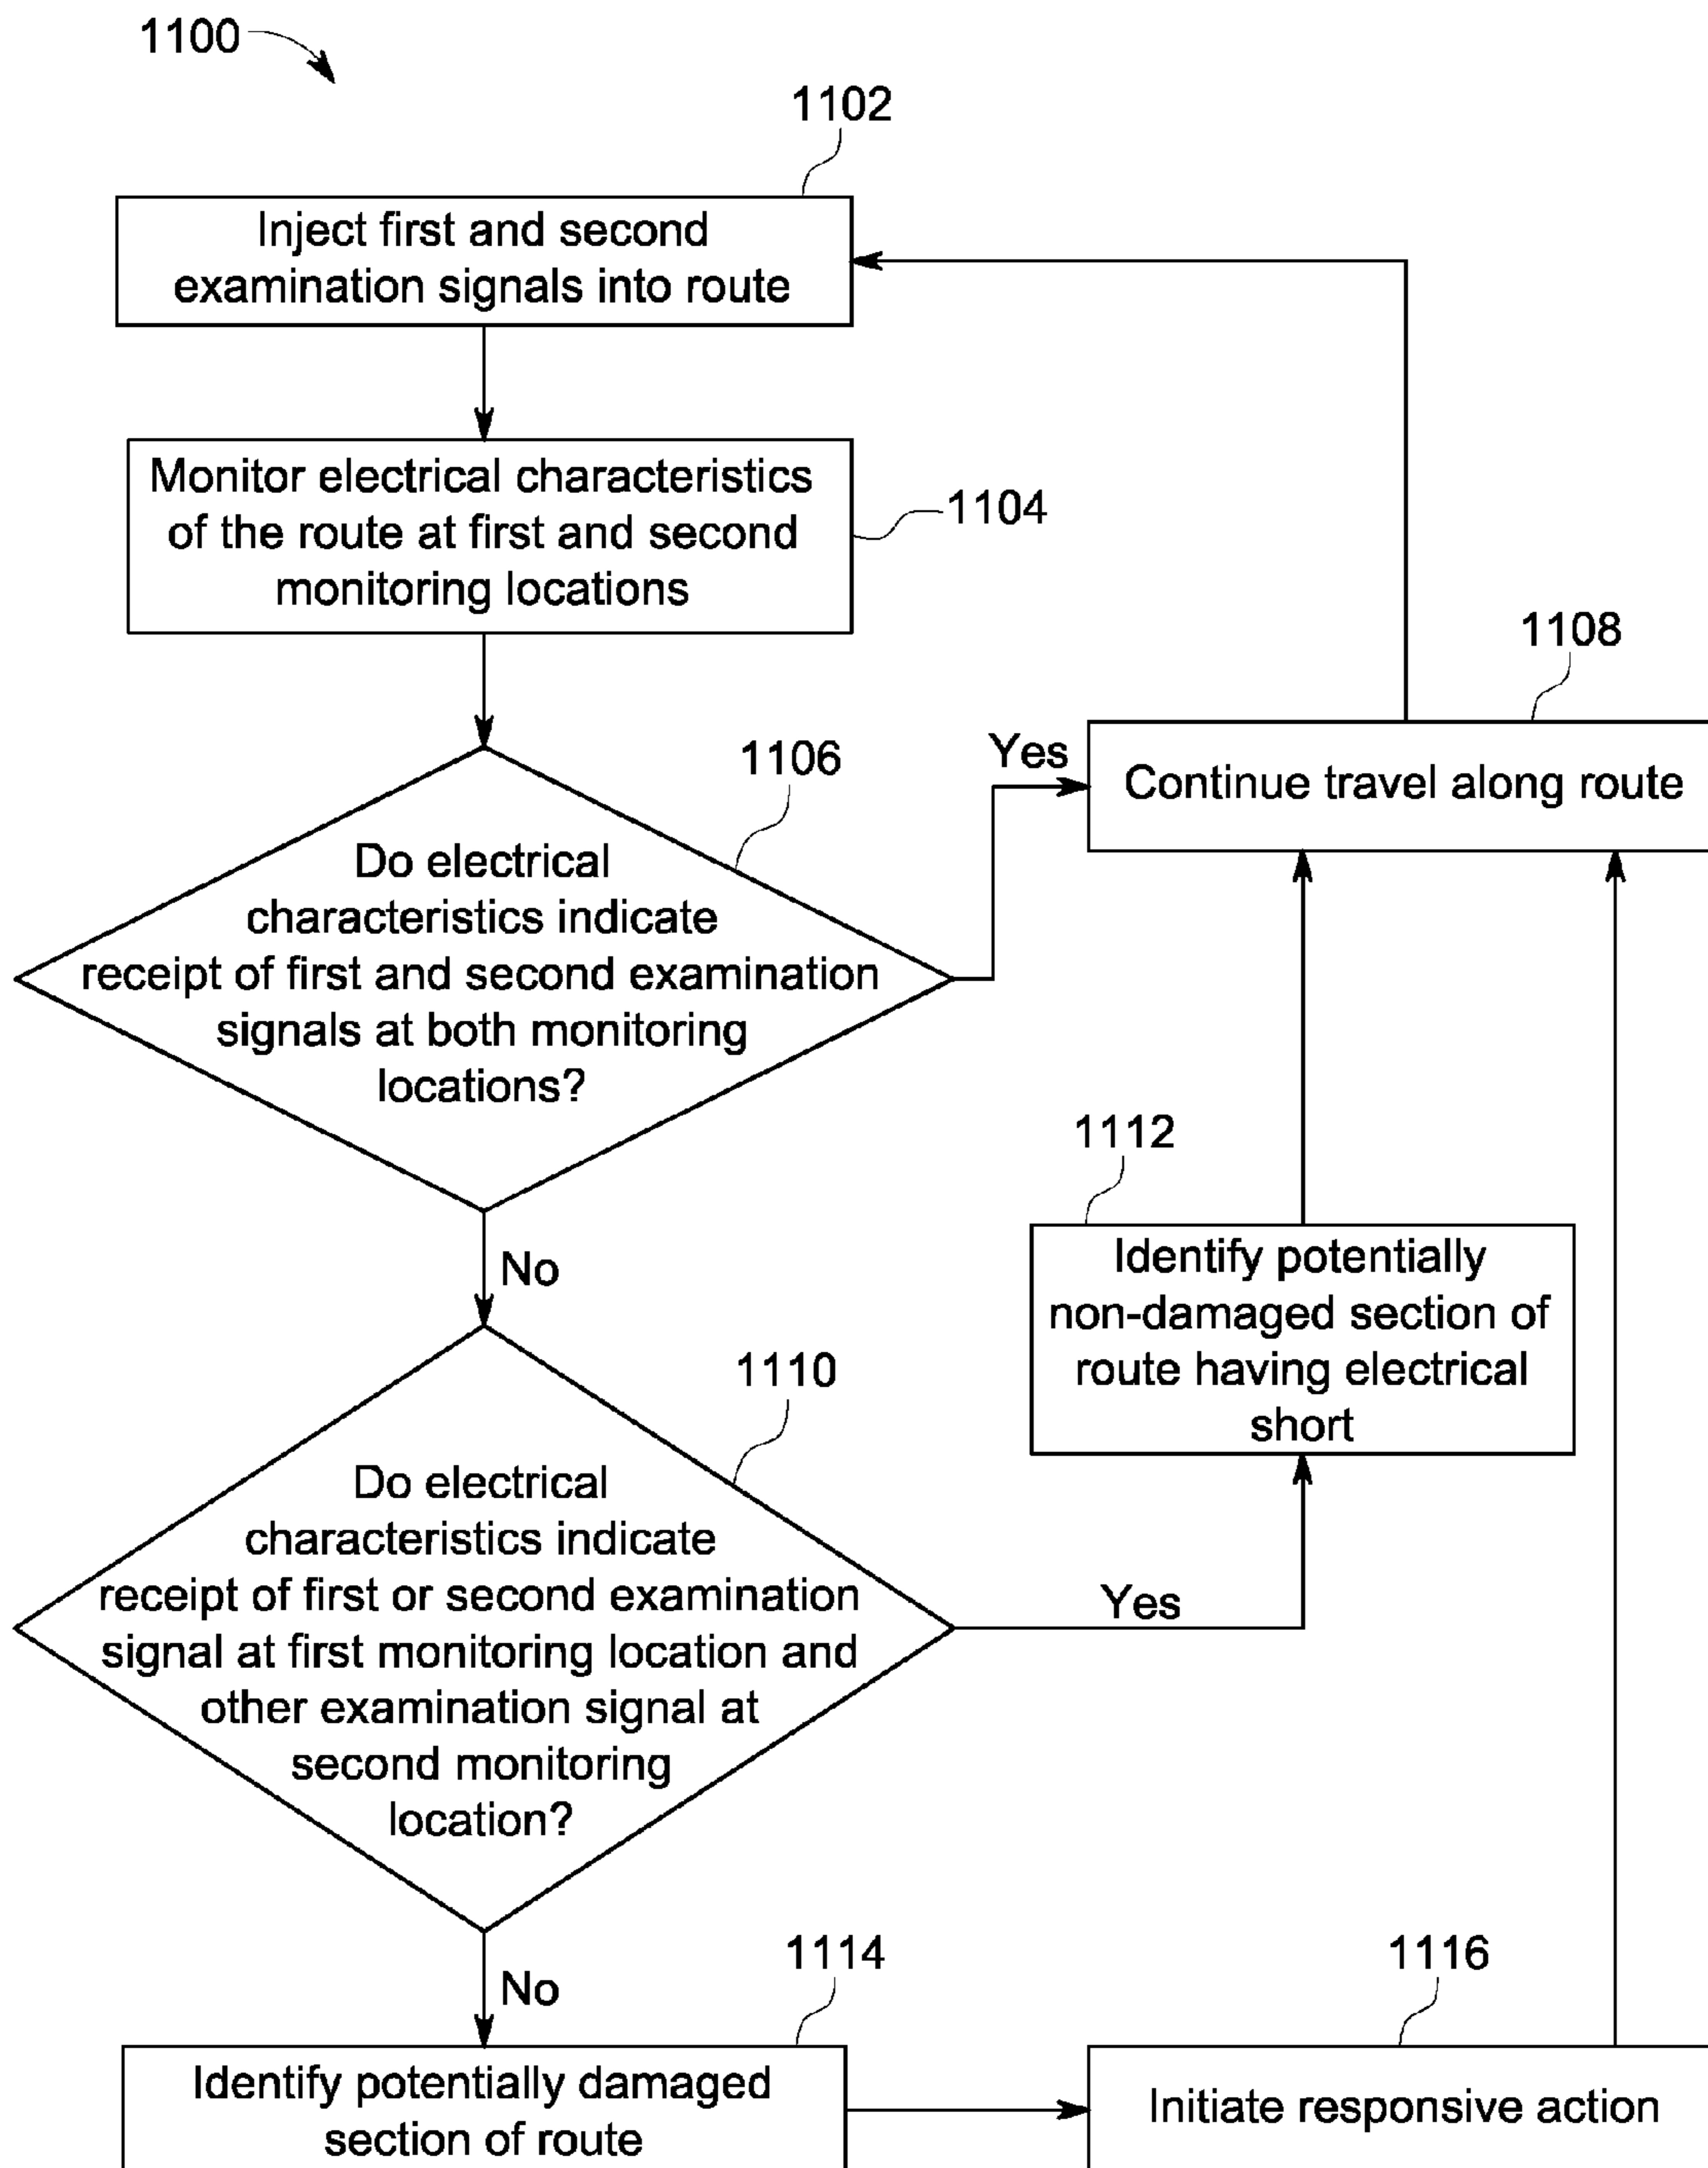 1100
1102
Inject first and second
examination signals into route
Monitor electrical characteristics
of the route at first and second
monitoring locations
1104
1108
Continue travel along route
1106
Yes
Do electrical
characteristics indicate
receipt of first and second examination
signals at both monitoring
locations?
No
1112
Identify potentially
non-damaged section of
route having electrical
short
1110
Do electrical
characteristics indicate
receipt of first or second examination
signal at first monitoring location and
other examination signal at
second monitoring
location?
Yes
No
1114
Identify potentially damaged
section of route
1116
Initiate responsive action